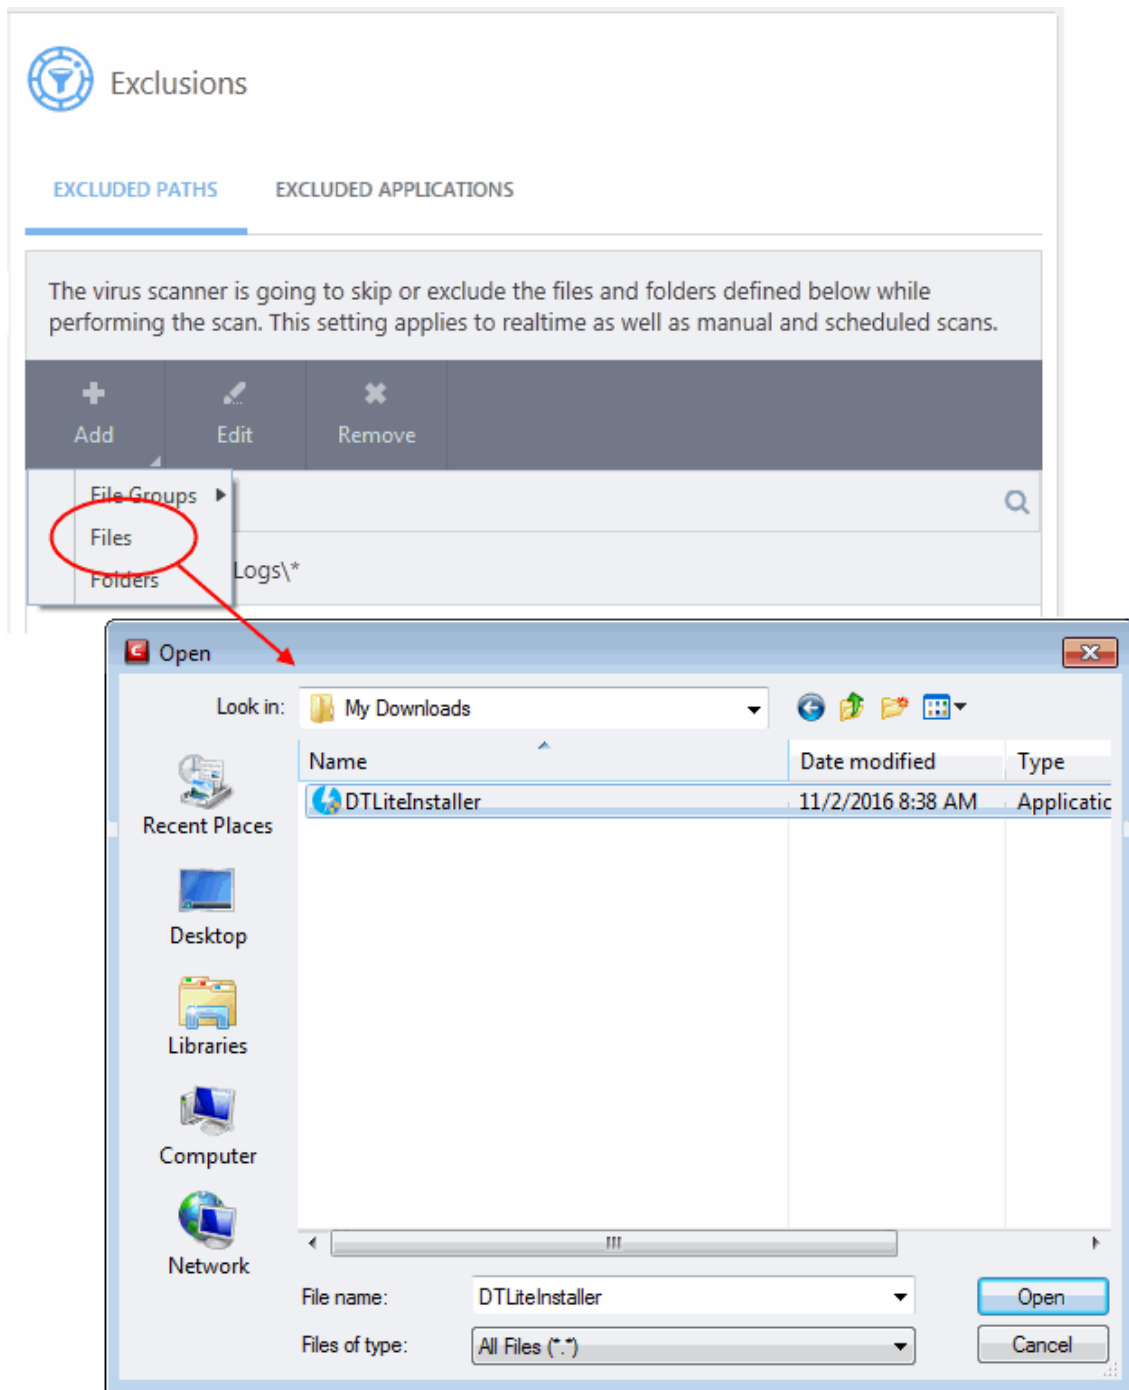 Exclusions
EXCLUDED PATHS EXCLUDED APPLICATIONS
The virus scanner is going to skip or exclude the files and folders defined below while
performing the scan. This setting applies to realtime as well as manual and scheduled scans.
Add Edit Remove
File Groups
Files
Folders
Logs\*
Open
Look in: My Downloads
Name Date modified Type
DTLiteInstaller 11/2/2016 8:38 AM Applicatic
Recent Places
Desktop
Libraries
Computer
Network
File name: DTLiteInstaller Open
Files of type: All Files (*.*) Cancel